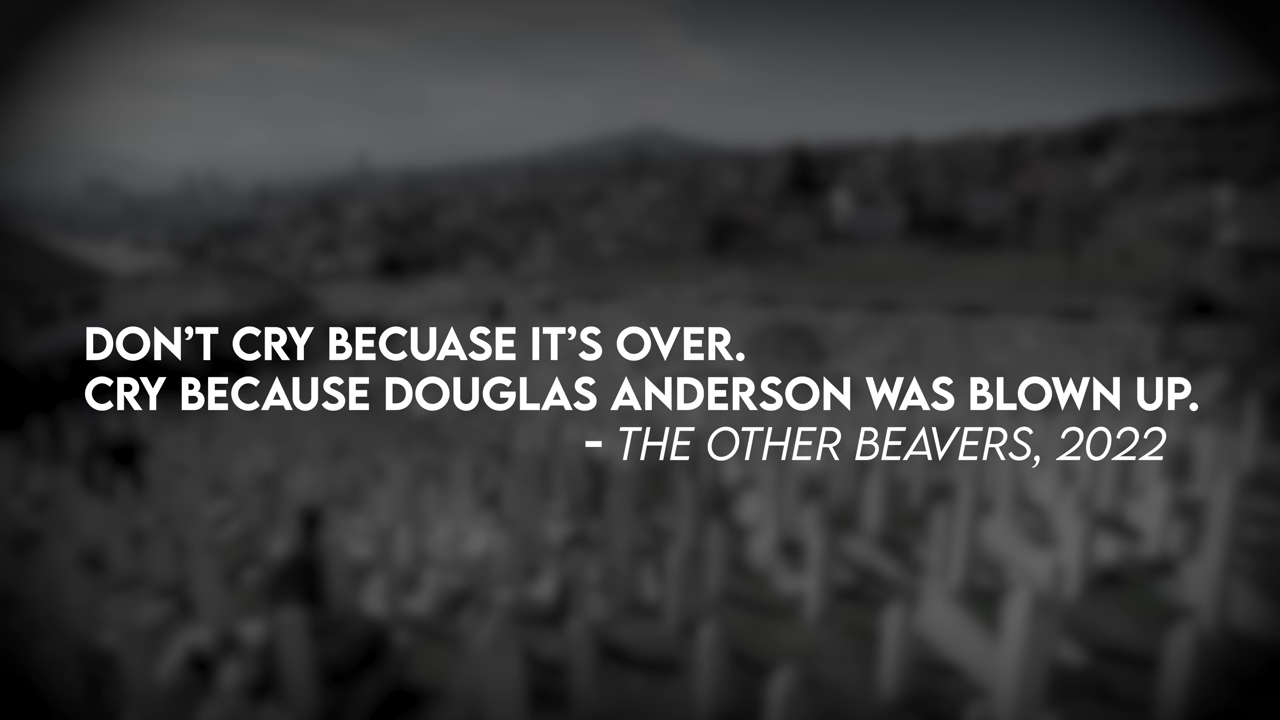 DON'T CRY BECUASE IT'S OVER.
CRY BECAUSE DOUGLAS ANDERSON WAS BLOWN UP.
- THE OTHER BEAVERS, 2022